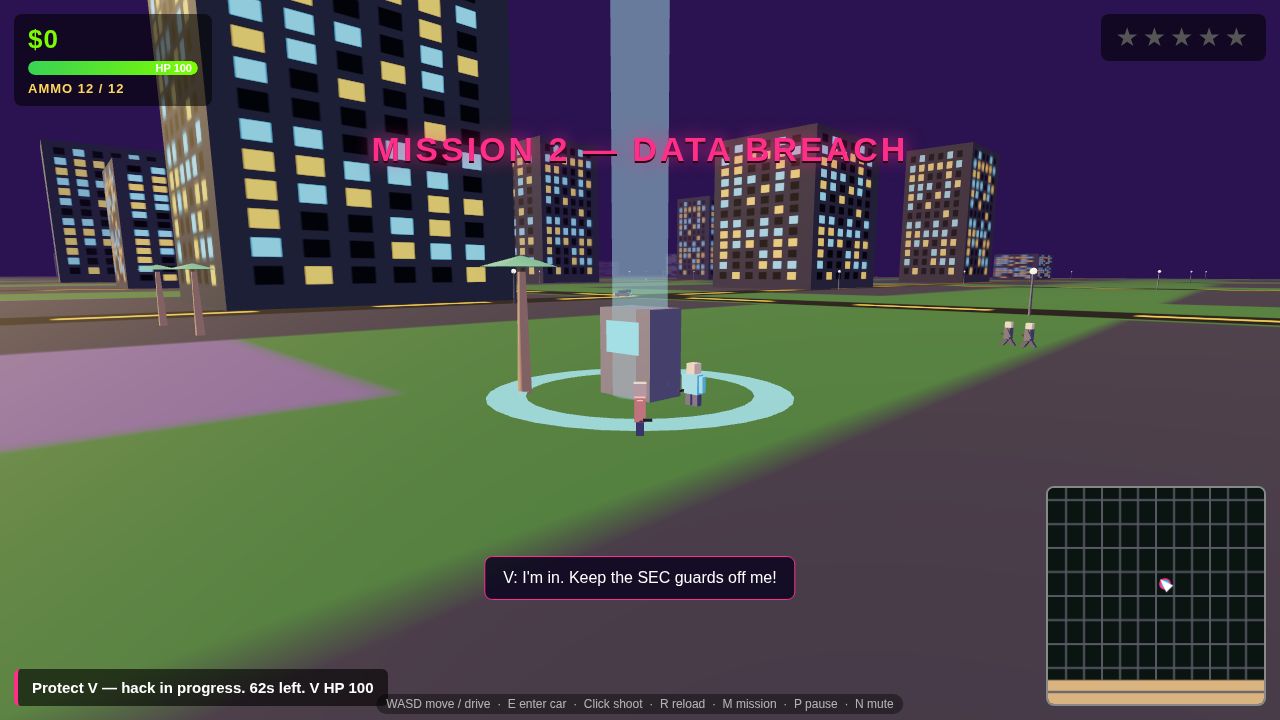 $0
HP 100
AMMO 12 / 12
★★★★★
MISSION 2 — DATA BREACH
V: I'm in. Keep the SEC guards off me!
Protect V — hack in progress. 62s left. V HP 100
WASD move / drive · E enter car · Click shoot · R reload · M mission · P pause · N mute